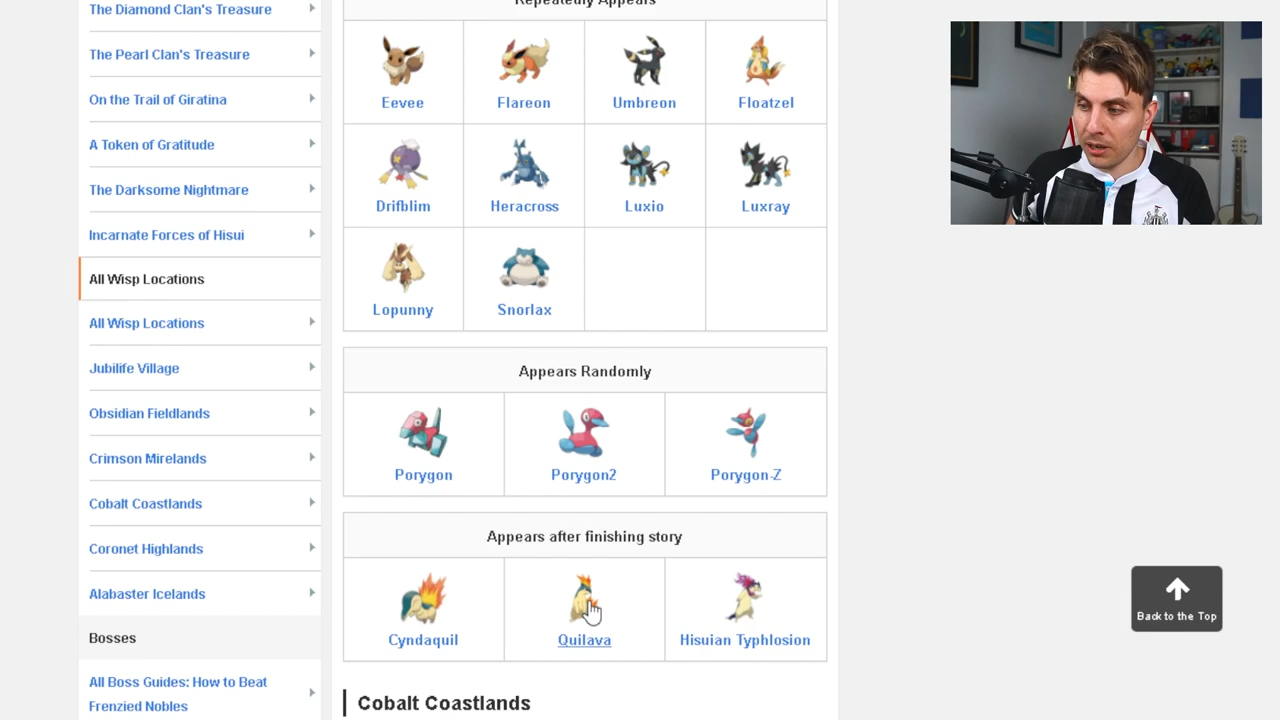 The Diamond Clan's Treasure
The Pearl Clan's Treasure
On the Trail of Giratina
A Token of Gratitude
The Darksome Nightmare
Incarnate Forces of Hisui
All Wisp Locations
All Wisp Locations
Jubilife Village
Obsidian Fieldlands
Crimson Mirelands
Cobalt Coastlands
Coronet Highlands
Alabaster Icelands
Bosses
All Boss Guides: How to Beat
Frenzied Nobles
Repeatedly Appears
Eevee Flareon Umbreon Floatzel
Drifblim Heracross Luxio Luxray
Lopunny Snorlax
Appears Randomly
Porygon Porygon2 Porygon-Z
Appears after finishing story
Cyndaquil Quilava Hisuian Typhlosion
Cobalt Coastlands
Back to the Top